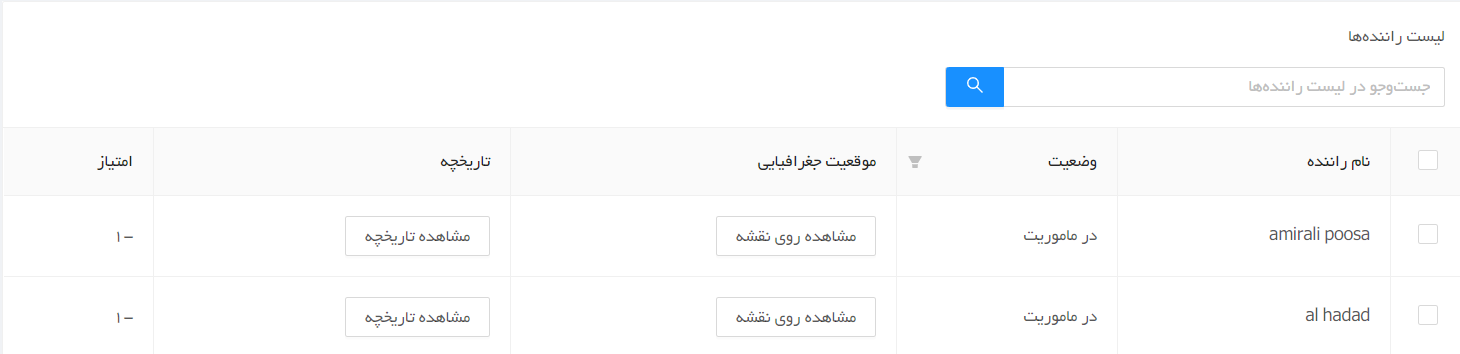 لیست راننده‌ها
جست‌وجو در لیست راننده‌ها
نام راننده وضعیت موقعیت جغرافیایی تاریخچه امتیاز
amirali poosa در ماموریت مشاهده روی نقشه مشاهده تاریخچه -۱
al hadad در ماموریت مشاهده روی نقشه مشاهده تاریخچه -۱